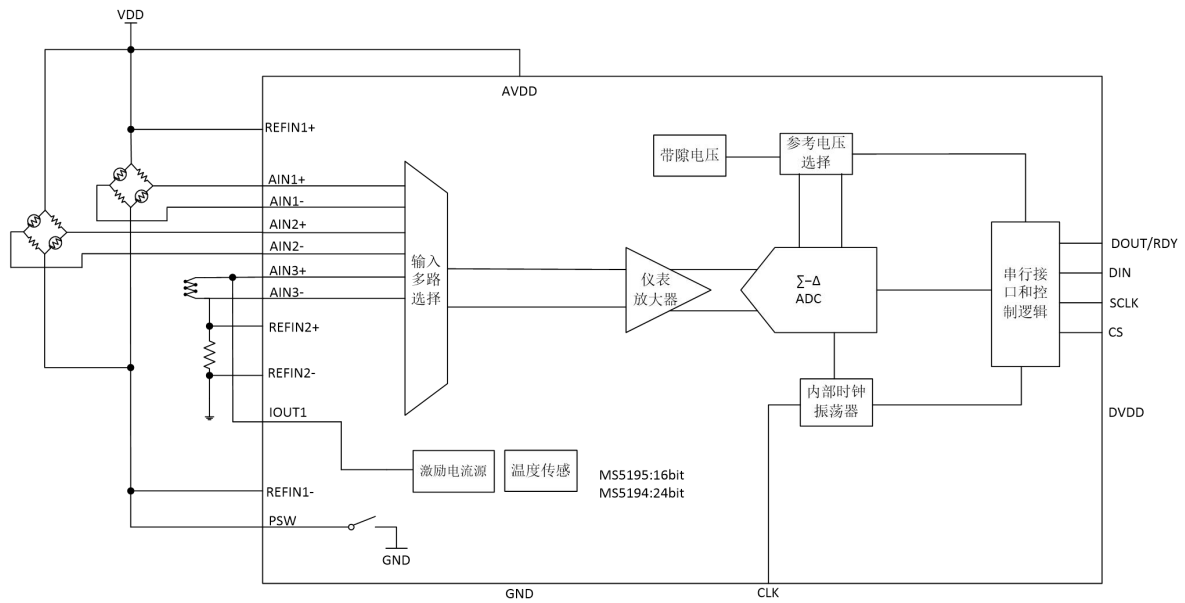 VDD
AVDD
REFIN1+
AIN1+
AIN1-
AIN2+
AIN2-
AIN3+
AIN3-
REFIN2+
REFIN2-
IOUT1
REFIN1-
PSW
GND
输入
多路
选择
仪表
放大器
带隙电压
参考电压
选择
∑-Δ
ADC
内部时钟
振荡器
串行接
口和控
制逻辑
DOUT/RDY
DIN
SCLK
CS
DVDD
激励电流源
温度传感
MS5195:16bit
MS5194:24bit
GND
CLK